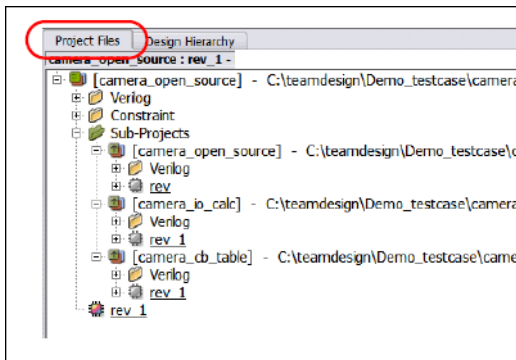 Project Files Design Hierarchy
camera_open_source : rev_1 -
[camera_open_source] - C:\teamdesign\Demo_testcase\camera
Verilog
Constraint
Sub-Projects
[camera_open_source] - C:\teamdesign\Demo_testcase\c
Verilog
rev
[camera_io_calc] - C:\teamdesign\Demo_testcase\camera
Verilog
rev_1
[camera_cb_table] - C:\teamdesign\Demo_testcase\came
Verilog
rev_1
rev_1